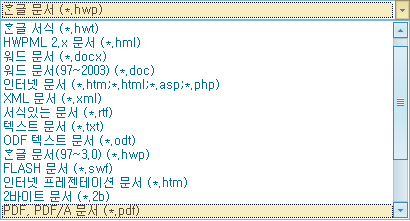 한글 문서 (*.hwp)
한글 서식 (*.hwt)
HWPML 2.x 문서 (*.hml)
워드 문서 (*.docx)
워드 문서(97~2003) (*.doc)
인터넷 문서 (*.htm;*.html;*.asp;*.php)
XML 문서 (*.xml)
서식있는 문서 (*.rtf)
텍스트 문서 (*.txt)
ODF 텍스트 문서 (*.odt)
한글 문서(97~3.0) (*.hwp)
FLASH 문서 (*.swf)
인터넷 프레젠테이션 문서 (*.htm)
2바이트 문서 (*.2b)
PDF, PDF/A 문서 (*.pdf)